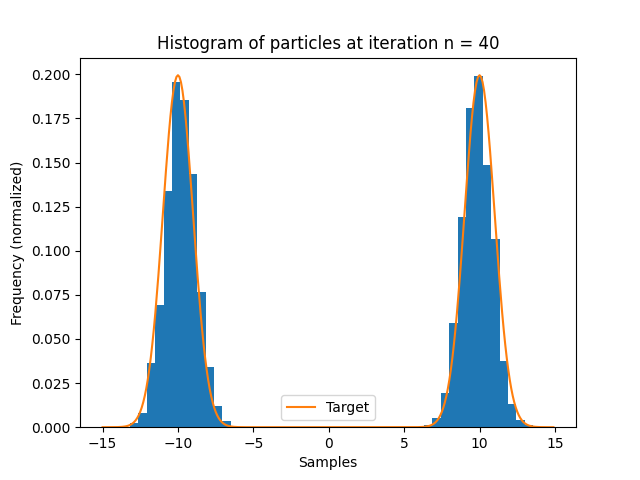 Histogram of particles at iteration n = 40
Frequency (normalized)
0.200
0.175
0.150
0.125
0.100
0.075
0.050
0.025
0.000
Target
−15 −10 −5 0 5 10 15
Samples